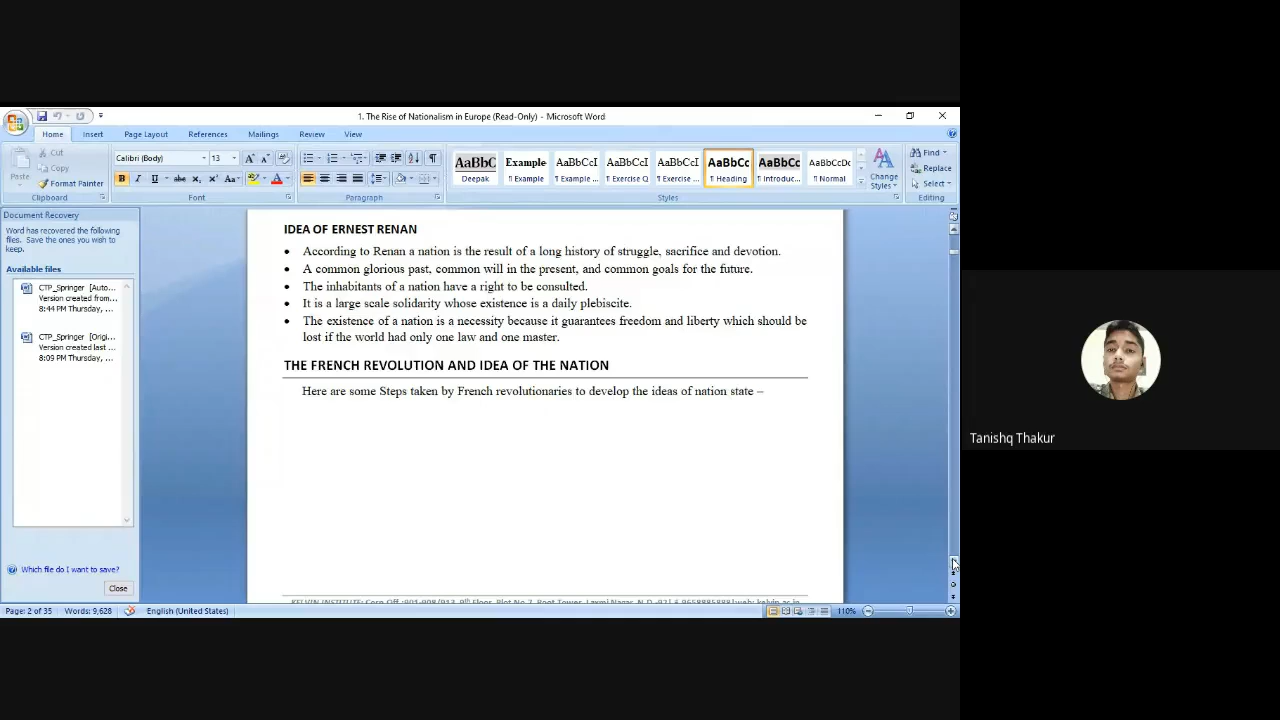 1. The Rise of Nationalism in Europe (Read-Only) - Microsoft Word
Home Insert Page Layout References Mailings Review View
Paste
Cut
Copy
Format Painter
Clipboard
Calibri (Body) 13
Font
Paragraph
AaBbC Example AaBbCcI AaBbCcI AaBbCcI AaBbCc AaBbCc AaBbCcDc
Deepak ¶ Example ¶ Example ... ¶ Exercise Q ¶ Exercise ... ¶ Heading ¶ Introduc... ¶ Normal
Change Styles
Styles
Find
Replace
Select
Editing
Document Recovery
Word has recovered the following
files. Save the ones you wish to
keep.
Available files
CTP_Springer [Auto...
Version created from...
8:44 PM Thursday, ...
CTP_Springer [Origi...
Version created last ...
8:09 PM Thursday, ...
Which file do I want to save?
Close
IDEA OF ERNEST RENAN
• According to Renan a nation is the result of a long history of struggle, sacrifice and devotion.
• A common glorious past, common will in the present, and common goals for the future.
• The inhabitants of a nation have a right to be consulted.
• It is a large scale solidarity whose existence is a daily plebiscite.
• The existence of a nation is a necessity because it guarantees freedom and liberty which should be
lost if the world had only one law and one master.
THE FRENCH REVOLUTION AND IDEA OF THE NATION
Here are some Steps taken by French revolutionaries to develop the ideas of nation state –
Page: 2 of 35 Words: 9,628 English (United States) 110%
Tanishq Thakur